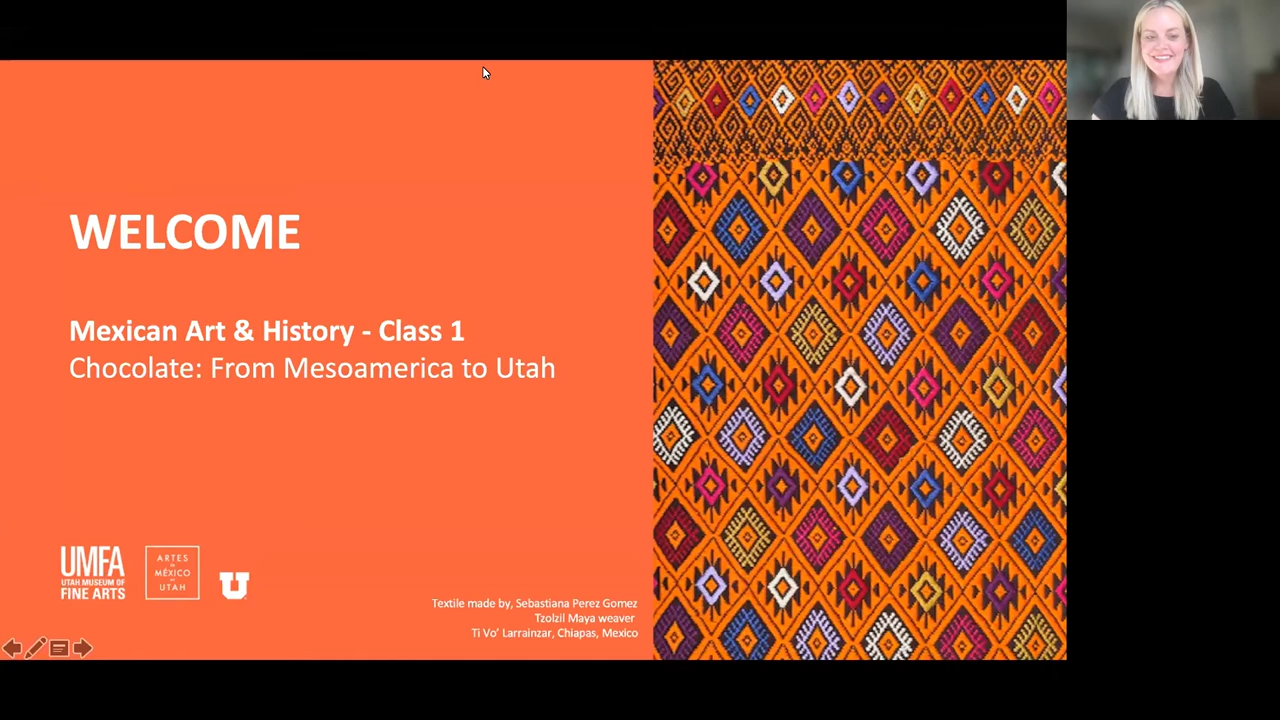 WELCOME
Mexican Art & History - Class 1
Chocolate: From Mesoamerica to Utah
UMFA
UTAH MUSEUM OF
FINE ARTS
ARTES
DE
MÉXICO
EN
UTAH
U
Textile made by, Sebastiana Perez Gomez
Tzolzil Maya weaver
Ti Vo' Larrainzar, Chiapas, Mexico